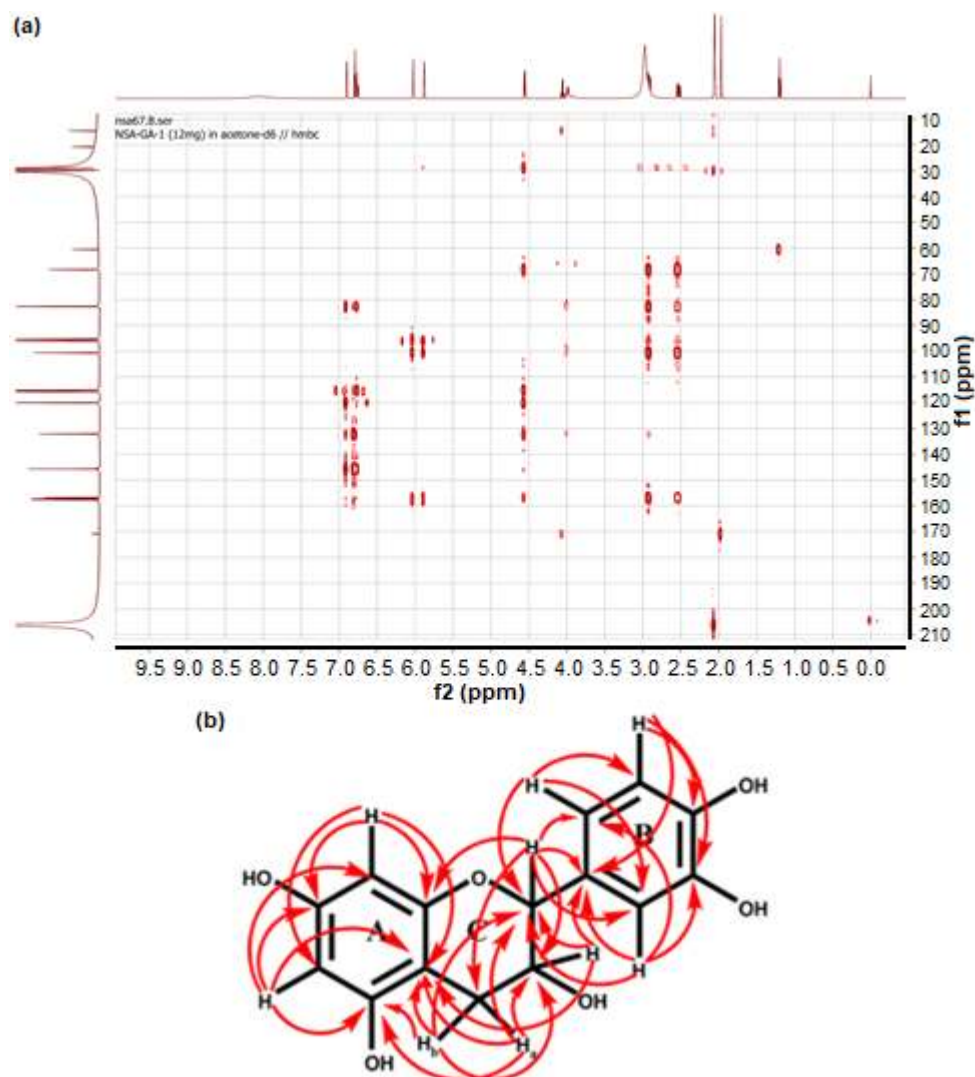 (a)
nsa67.8.ser
NSA-GA-1 (12mg) in acetone-d6 // hmbc
10
20
30
40
50
60
70
80
90
100
110
120
130
140
150
160
170
180
190
200
210
f1 (ppm)
9.5 9.0 8.5 8.0 7.5 7.0 6.5 6.0 5.5 5.0 4.5 4.0 3.5 3.0 2.5 2.0 1.5 1.0 0.5 0.0
f2 (ppm)
(b)
H
H
OH
B
H
H
HO
O
OH
A
C
H
H
H
OH
Hb
Ha
OH